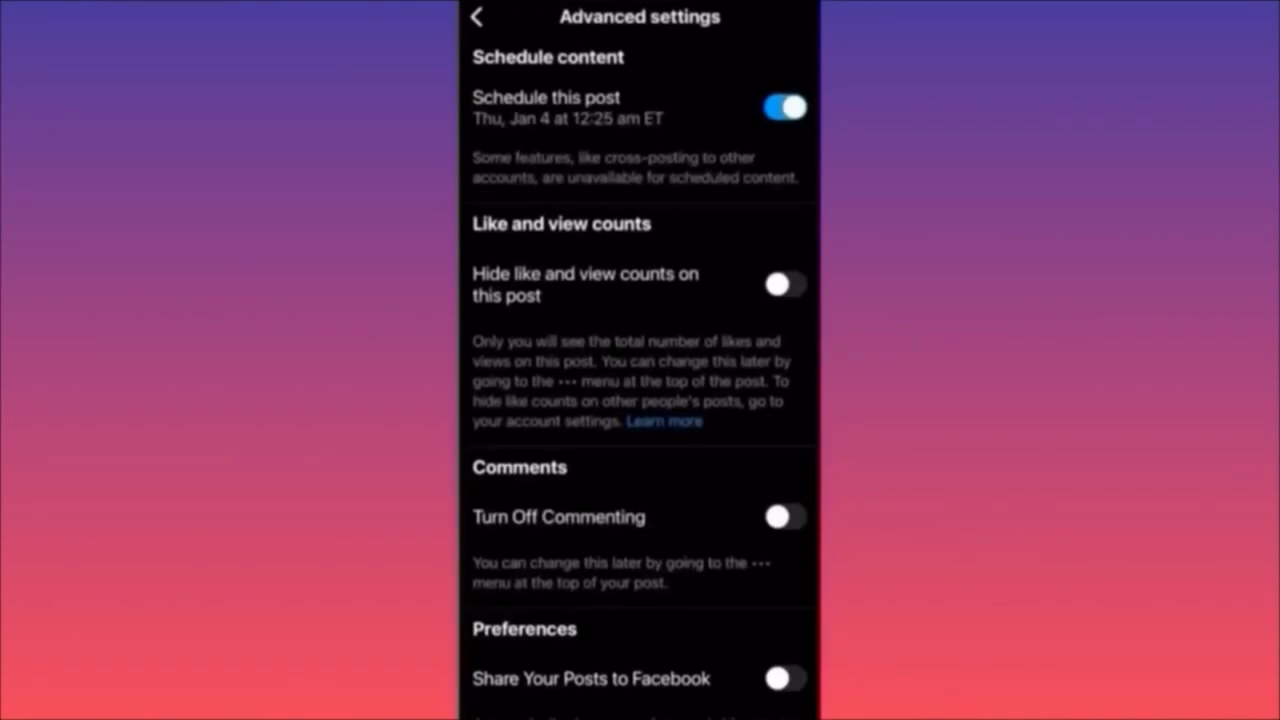 Advanced settings
Schedule content
Schedule this post
Thu, Jan 4 at 12:25 am ET
Some features, like cross-posting to other
accounts, are unavailable for scheduled content.
Like and view counts
Hide like and view counts on
this post
Only you will see the total number of likes and
views on this post. You can change this later by
going to the ··· menu at the top of the post. To
hide like counts on other people's posts, go to
your account settings. Learn more
Comments
Turn Off Commenting
You can change this later by going to the ···
menu at the top of your post.
Preferences
Share Your Posts to Facebook